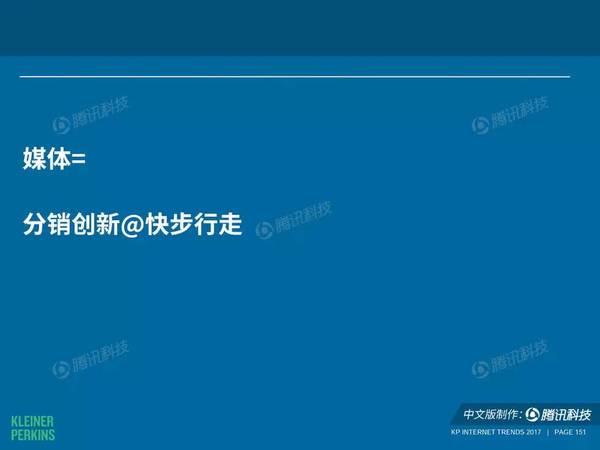 腾讯科技
腾讯科技
媒体=
分销创新@快步行走
腾讯科技
腾讯科技
腾讯科技
KLEINER
PERKINS
中文版制作：腾讯科技
KP INTERNET TRENDS 2017 | PAGE 151